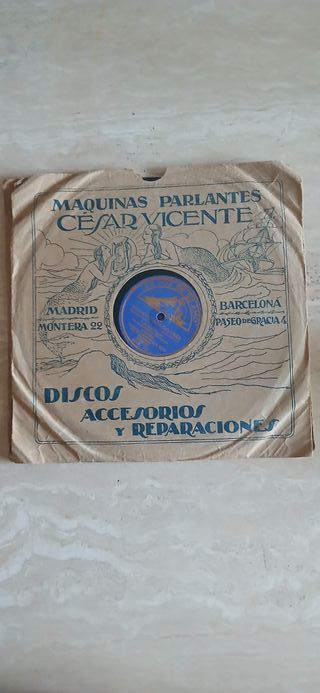 MAQUINAS PARLANTES
CÉSAR VICENTE
MADRID
MONTERA 22
BARCELONA
PASEO DE GRACIA 4
DISCOS
ACCESORIOS
Y REPARACIONES